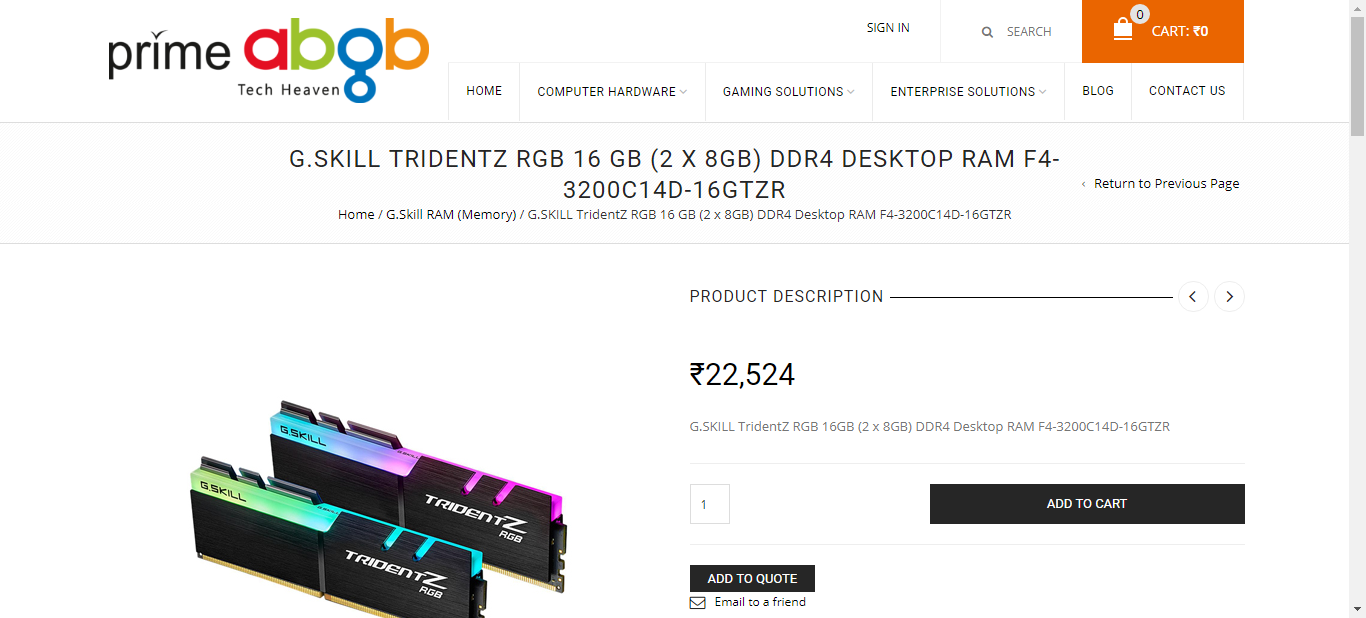 SIGN IN
SEARCH
0
CART: ₹0
prime abgb
Tech Heaven
HOME
COMPUTER HARDWARE
GAMING SOLUTIONS
ENTERPRISE SOLUTIONS
BLOG
CONTACT US
G.SKILL TRIDENTZ RGB 16 GB (2 X 8GB) DDR4 DESKTOP RAM F4-
3200C14D-16GTZR
‹ Return to Previous Page
Home / G.Skill RAM (Memory) / G.SKILL TridentZ RGB 16 GB (2 x 8GB) DDR4 Desktop RAM F4-3200C14D-16GTZR
PRODUCT DESCRIPTION
₹22,524
G.SKILL TridentZ RGB 16GB (2 x 8GB) DDR4 Desktop RAM F4-3200C14D-16GTZR
1
ADD TO CART
ADD TO QUOTE
Email to a friend
G.SKILL
G.SKILL
TRIDENTZ
RGB
G.SKILL
G.SKILL
TRIDENTZ
RGB